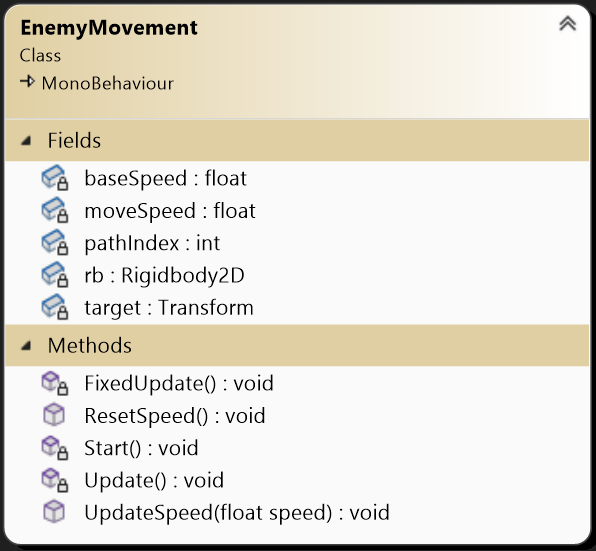 EnemyMovement
Class
MonoBehaviour
Fields
baseSpeed : float
moveSpeed : float
pathIndex : int
rb : Rigidbody2D
target : Transform
Methods
FixedUpdate() : void
ResetSpeed() : void
Start() : void
Update() : void
UpdateSpeed(float speed) : void